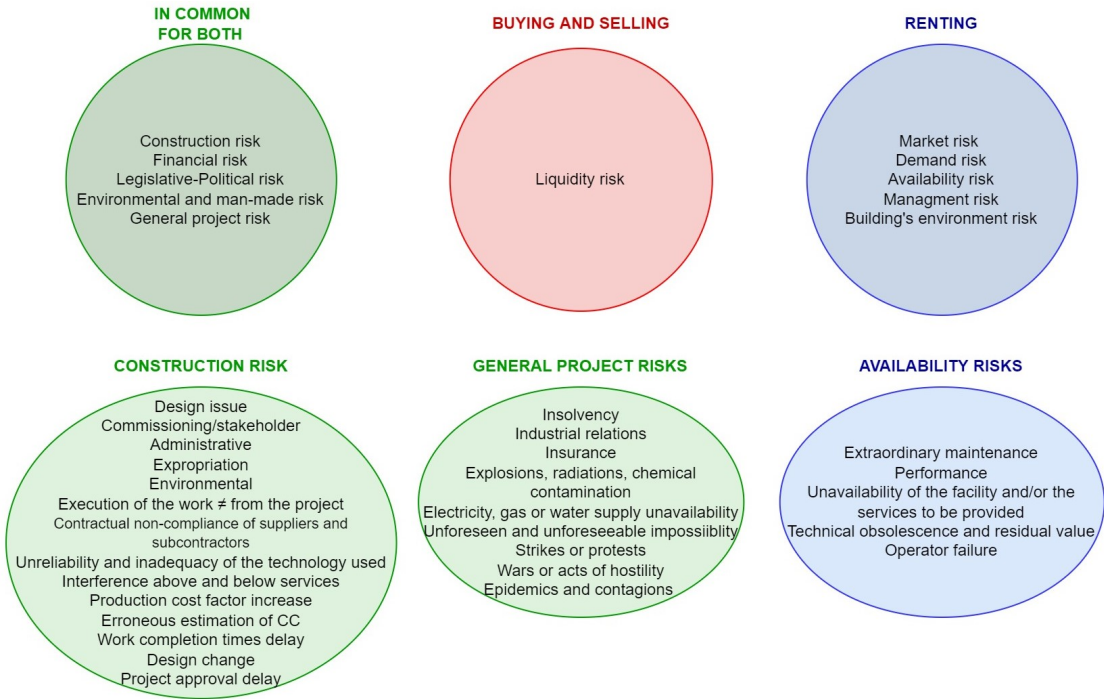 IN COMMON
FOR BOTH
Construction risk
Financial risk
Legislative-Political risk
Environmental and man-made risk
General project risk
BUYING AND SELLING
Liquidity risk
RENTING
Market risk
Demand risk
Availability risk
Managment risk
Building's environment risk
CONSTRUCTION RISK
Design issue
Commissioning/stakeholder
Administrative
Expropriation
Environmental
Execution of the work ≠ from the project
Contractual non-compliance of suppliers and
subcontractors
Unreliability and inadequacy of the technology used
Interference above and below services
Production cost factor increase
Erroneous estimation of CC
Work completion times delay
Design change
Project approval delay
GENERAL PROJECT RISKS
Insolvency
Industrial relations
Insurance
Explosions, radiations, chemical
contamination
Electricity, gas or water supply unavailability
Unforeseen and unforeseeable impossiiblty
Strikes or protests
Wars or acts of hostility
Epidemics and contagions
AVAILABILITY RISKS
Extraordinary maintenance
Performance
Unavailability of the facility and/or the
services to be provided
Technical obsolescence and residual value
Operator failure